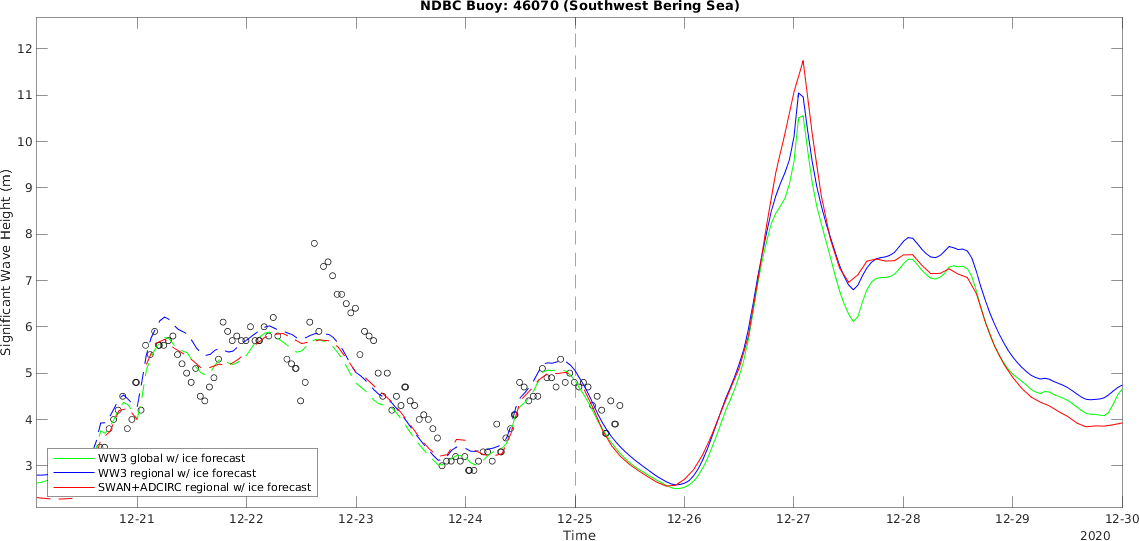 NDBC Buoy: 46070 (Southwest Bering Sea)
Significant Wave Height (m)
12
11
10
9
8
7
6
5
4
3
WW3 global w/ ice forecast
WW3 regional w/ ice forecast
SWAN+ADCIRC regional w/ ice forecast
12-21 12-22 12-23 12-24 12-25 12-26 12-27 12-28 12-29 12-30
Time
2020